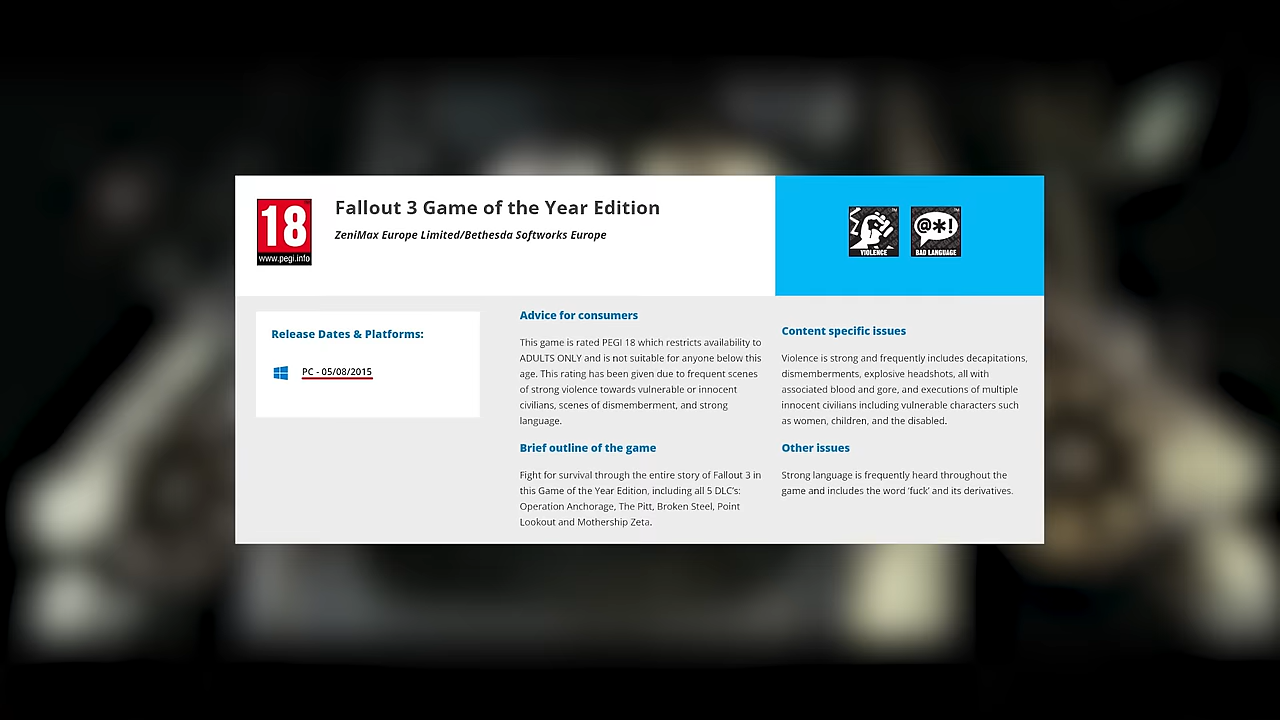 18
www.pegi.info
Fallout 3 Game of the Year Edition
ZeniMax Europe Limited/Bethesda Softworks Europe
VIOLENCE
@*!
BAD LANGUAGE
Release Dates & Platforms:
PC - 05/08/2015
Advice for consumers
This game is rated PEGI 18 which restricts availability to
ADULTS ONLY and is not suitable for anyone below this
age. This rating has been given due to frequent scenes
of strong violence towards vulnerable or innocent
civilians, scenes of dismemberment, and strong
language.
Brief outline of the game
Fight for survival through the entire story of Fallout 3 in
this Game of the Year Edition, including all 5 DLC's:
Operation Anchorage, The Pitt, Broken Steel, Point
Lookout and Mothership Zeta.
Content specific issues
Violence is strong and frequently includes decapitations,
dismemberments, explosive headshots, all with
associated blood and gore, and executions of multiple
innocent civilians including vulnerable characters such
as women, children, and the disabled.
Other issues
Strong language is frequently heard throughout the
game and includes the word 'fuck' and its derivatives.